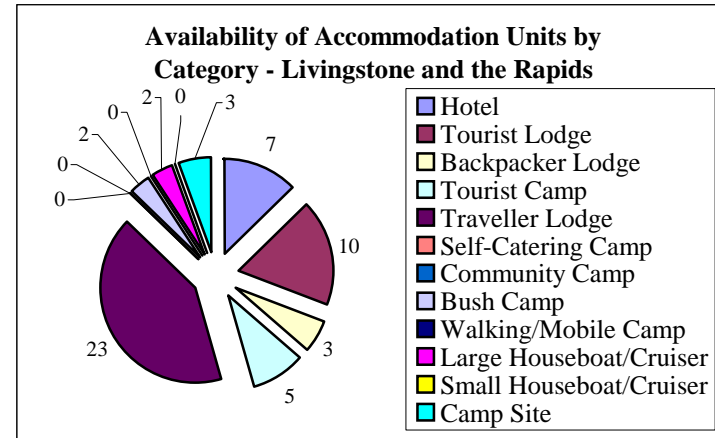 Availability of Accommodation Units by
Category - Livingstone and the Rapids
7
10
3
5
23
0
0
2
0
2
0
3
Hotel
Tourist Lodge
Backpacker Lodge
Tourist Camp
Traveller Lodge
Self-Catering Camp
Community Camp
Bush Camp
Walking/Mobile Camp
Large Houseboat/Cruiser
Small Houseboat/Cruiser
Camp Site